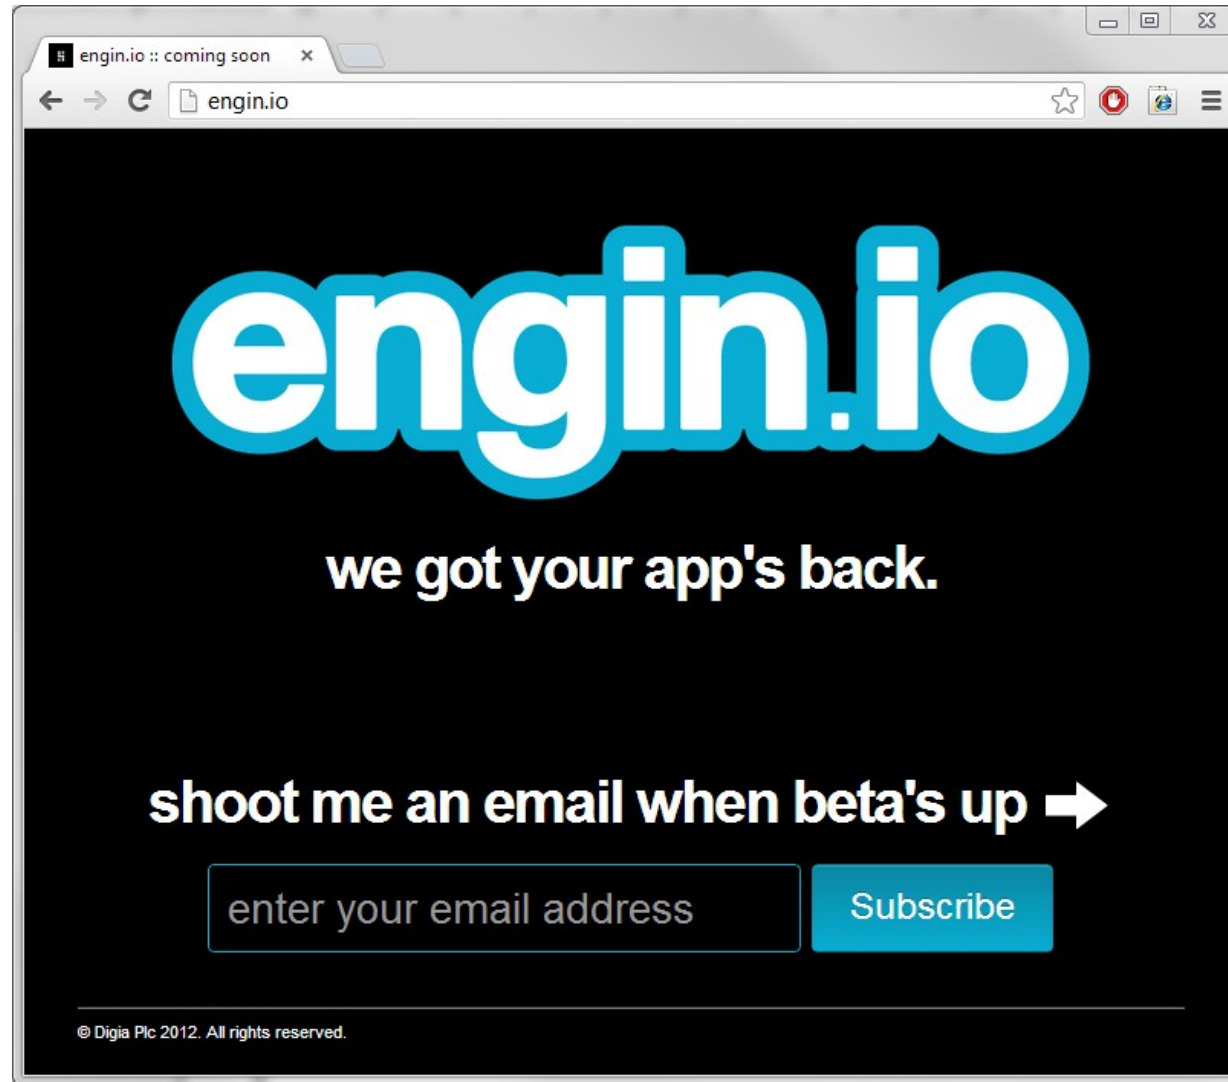 engin.io :: coming soon
engin.io
engin.io
we got your app's back.
shoot me an email when beta's up
enter your email address
Subscribe
© Digia Plc 2012. All rights reserved.